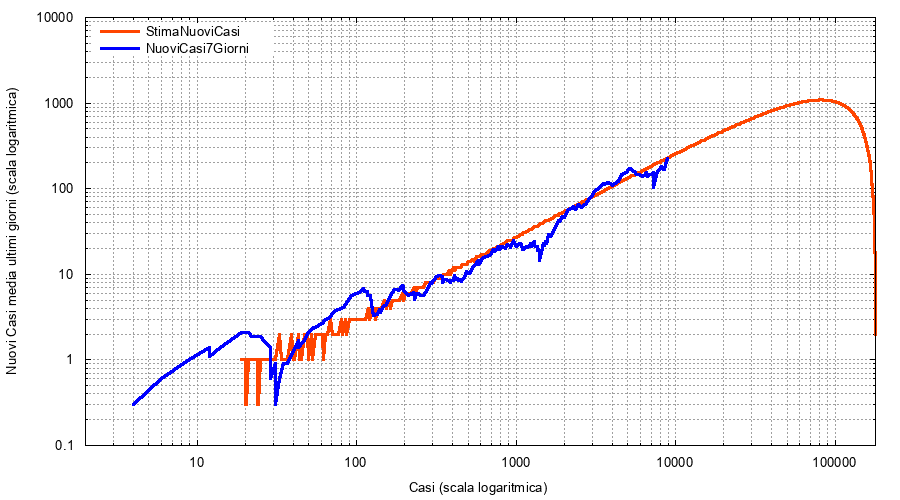 10000
1000
100
10
1
0.1
StimaNuoviCasi
NuoviCasi7Giorni
Nuovi Casi media ultimi giorni (scala logaritmica)
10 100 1000 10000 100000
Casi (scala logaritmica)